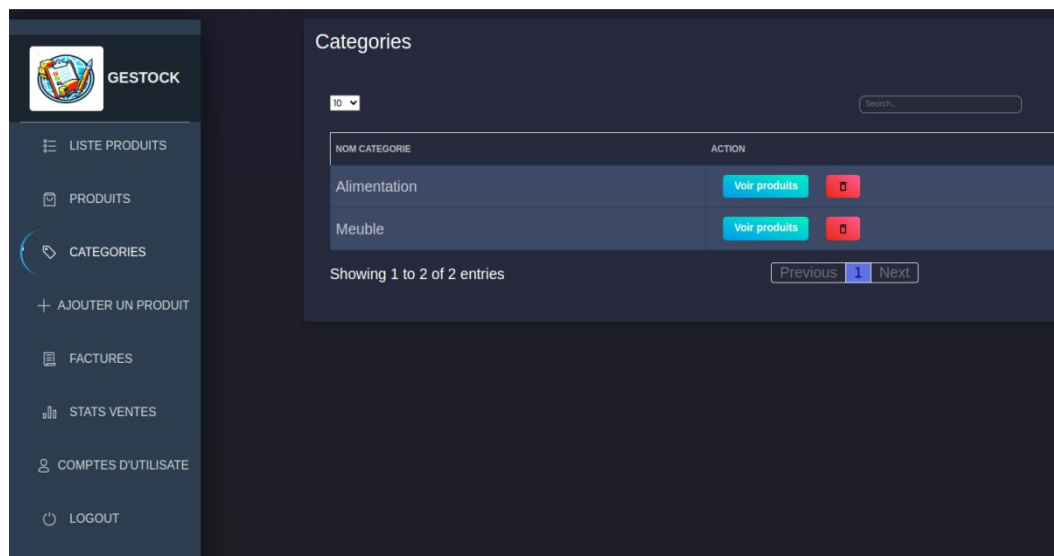 GESTOCK
LISTE PRODUITS
PRODUITS
CATEGORIES
AJOUTER UN PRODUIT
FACTURES
STATS VENTES
COMPTES D'UTILISATE
LOGOUT
Categories
10
Search..
NOM CATEGORIE ACTION
Alimentation Voir produits
Meuble Voir produits
Showing 1 to 2 of 2 entries Previous 1 Next